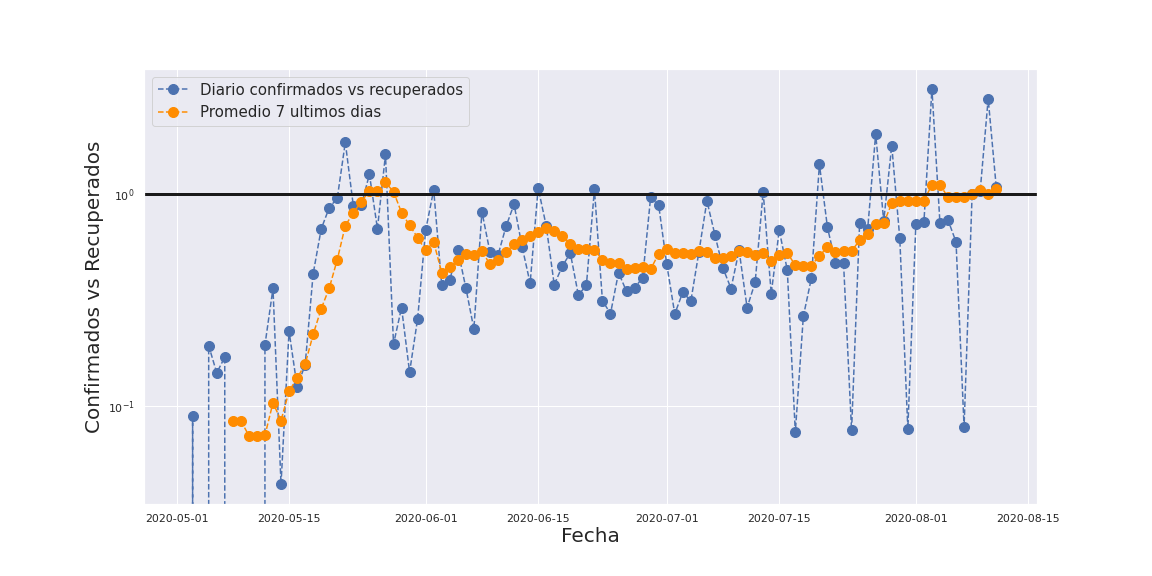 Diario confirmados vs recuperados
Promedio 7 ultimos dias
Confirmados vs Recuperados
10⁰
10⁻¹
2020-05-01 2020-05-15 2020-06-01 2020-06-15 2020-07-01 2020-07-15 2020-08-01 2020-08-15
Fecha